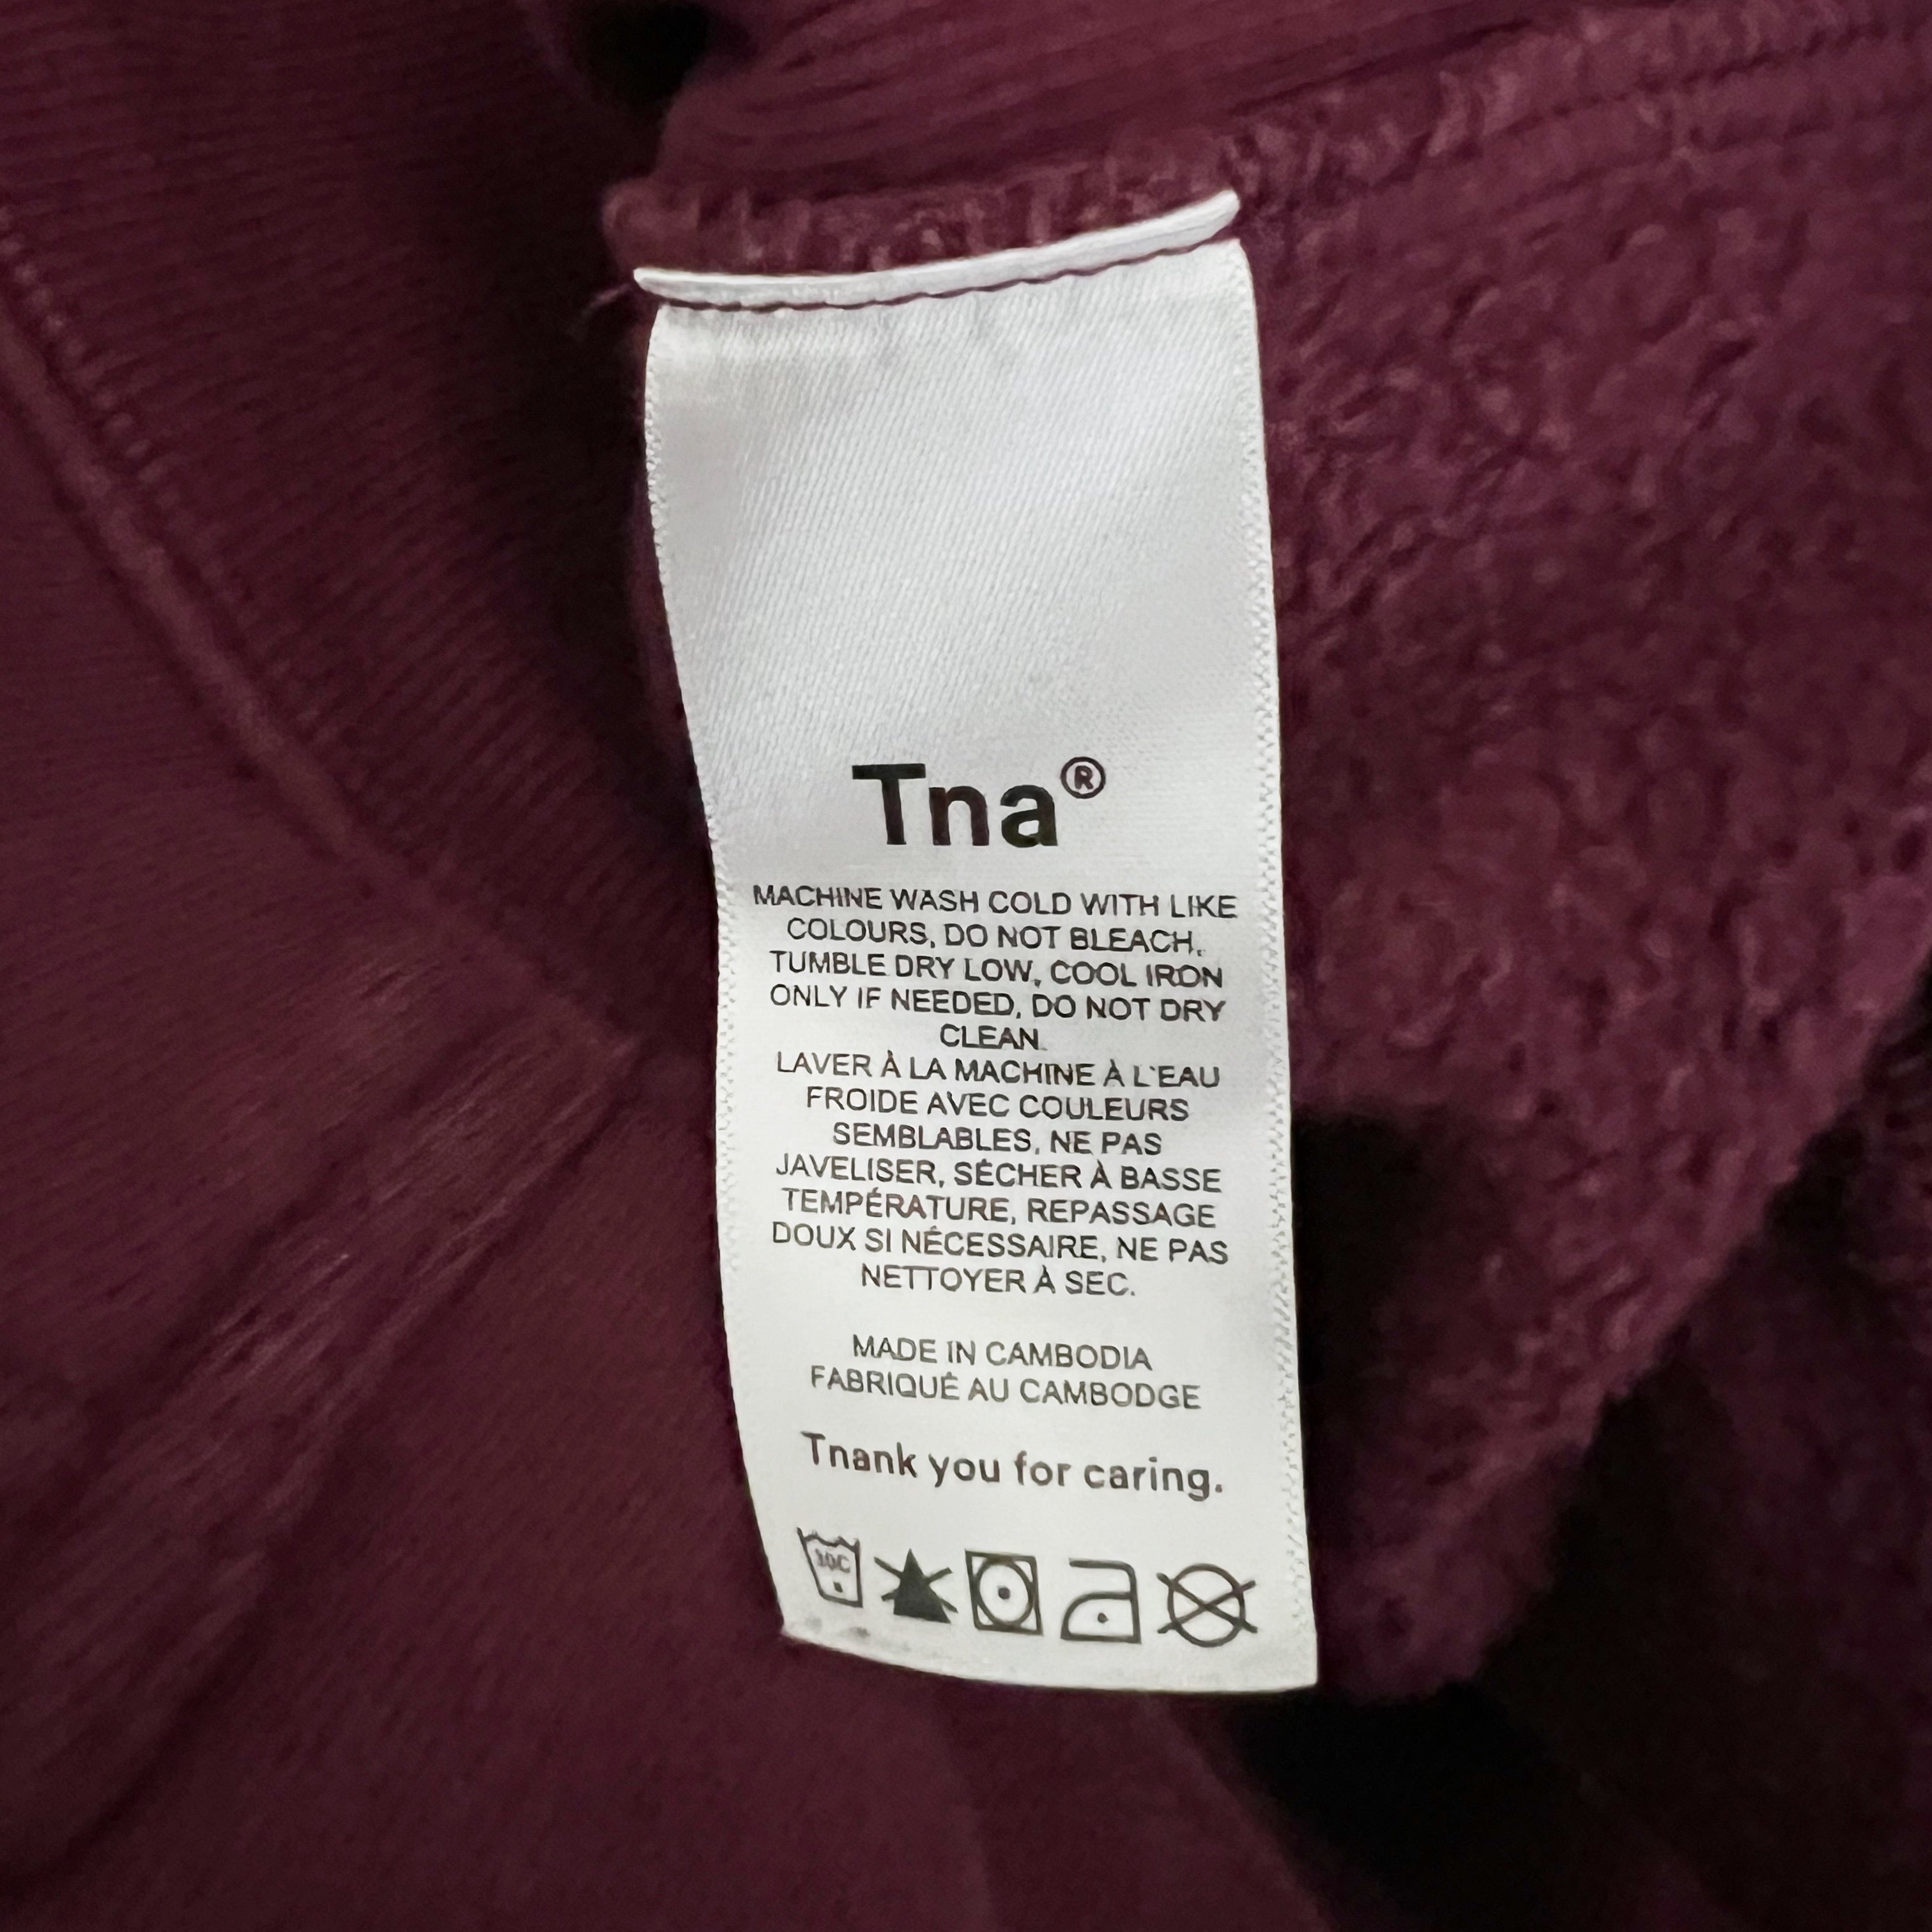 Tna®
MACHINE WASH COLD WITH LIKE
COLOURS, DO NOT BLEACH,
TUMBLE DRY LOW, COOL IRON
ONLY IF NEEDED, DO NOT DRY
CLEAN.
LAVER À LA MACHINE À L'EAU
FROIDE AVEC COULEURS
SEMBLABLES, NE PAS
JAVELISER, SÉCHER À BASSE
TEMPÉRATURE, REPASSAGE
DOUX SI NÉCESSAIRE, NE PAS
NETTOYER À SEC.
MADE IN CAMBODIA
FABRIQUÉ AU CAMBODGE
Tnank you for caring.